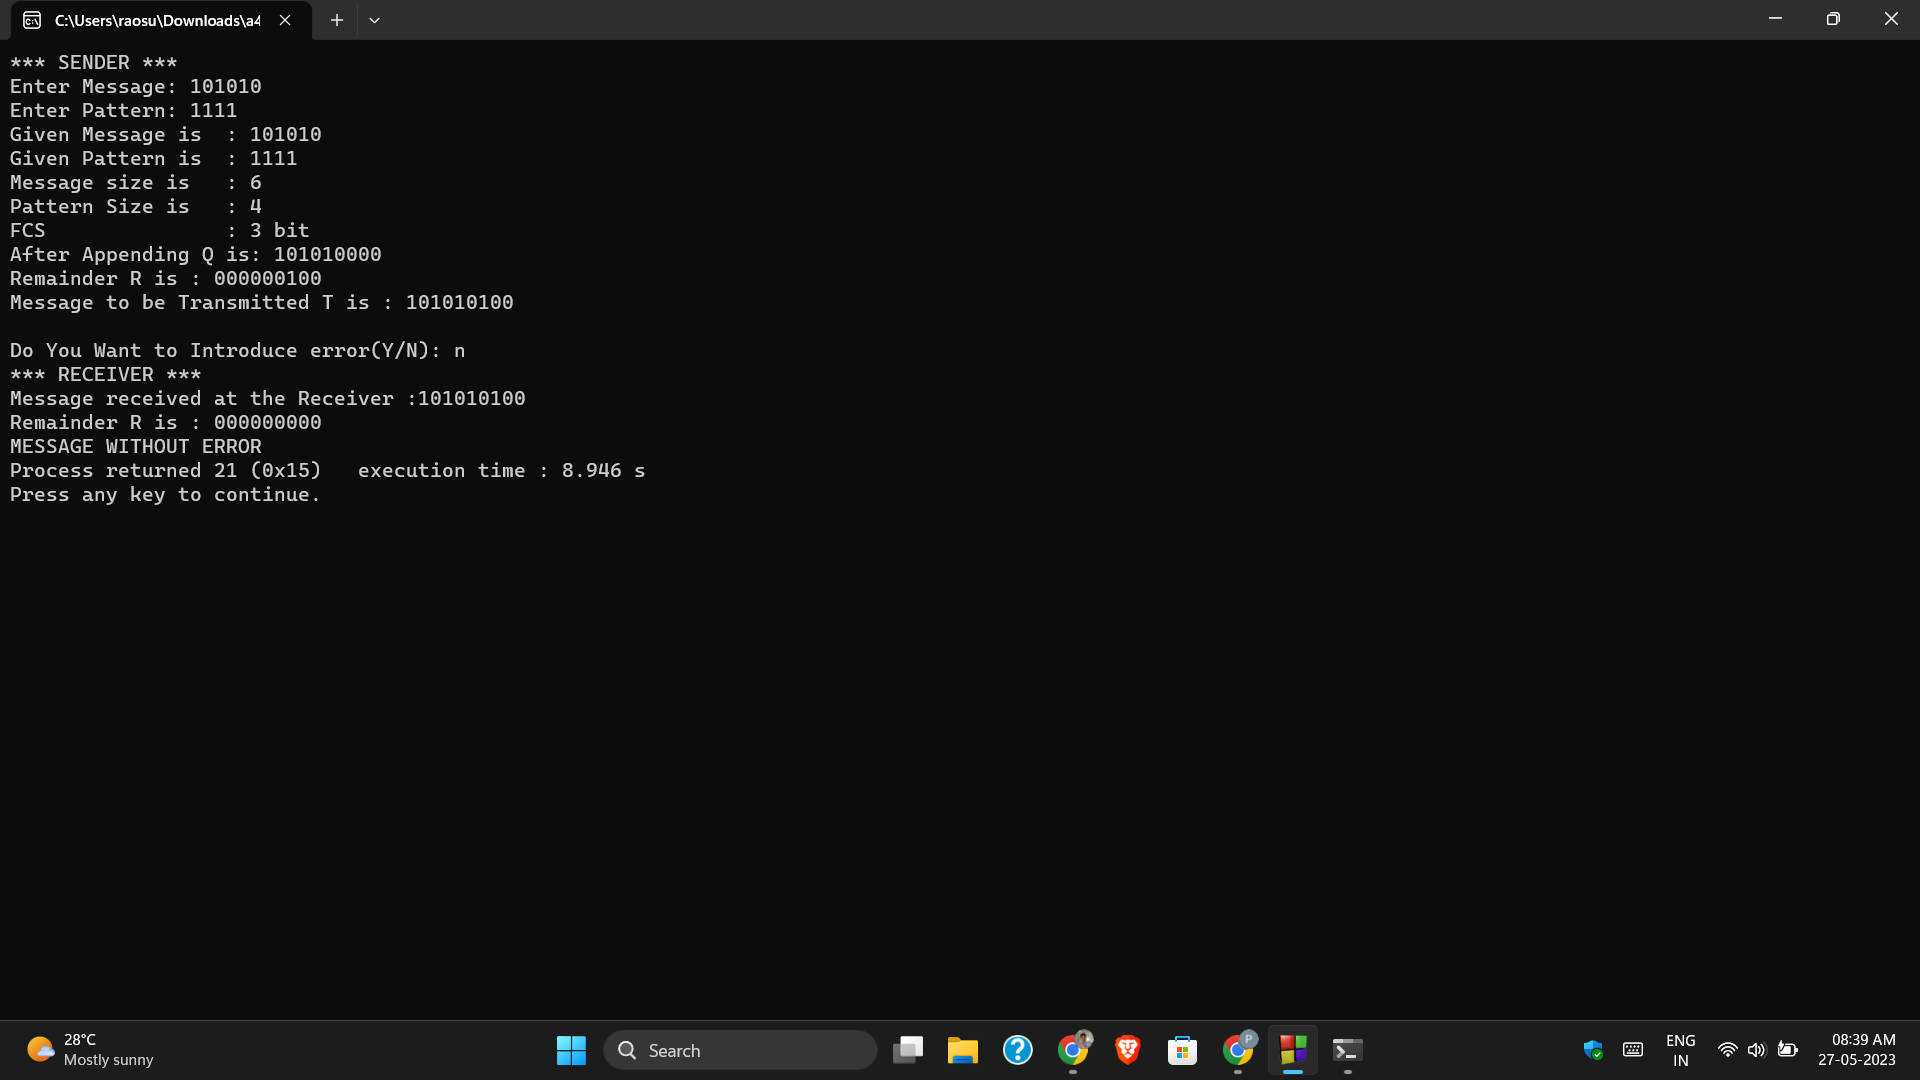 C:\Users\raosu\Downloads\a4
*** SENDER ***
Enter Message: 101010
Enter Pattern: 1111
Given Message is  : 101010
Given Pattern is  : 1111
Message size is   : 6
Pattern Size is   : 4
FCS               : 3 bit
After Appending Q is: 101010000
Remainder R is : 000000100
Message to be Transmitted T is : 101010100
Do You Want to Introduce error(Y/N): n
*** RECEIVER ***
Message received at the Receiver :101010100
Remainder R is : 000000000
MESSAGE WITHOUT ERROR
Process returned 21 (0x15)   execution time : 8.946 s
Press any key to continue.
28°C
Mostly sunny
Search
P
ENG
IN
08:39 AM
27-05-2023